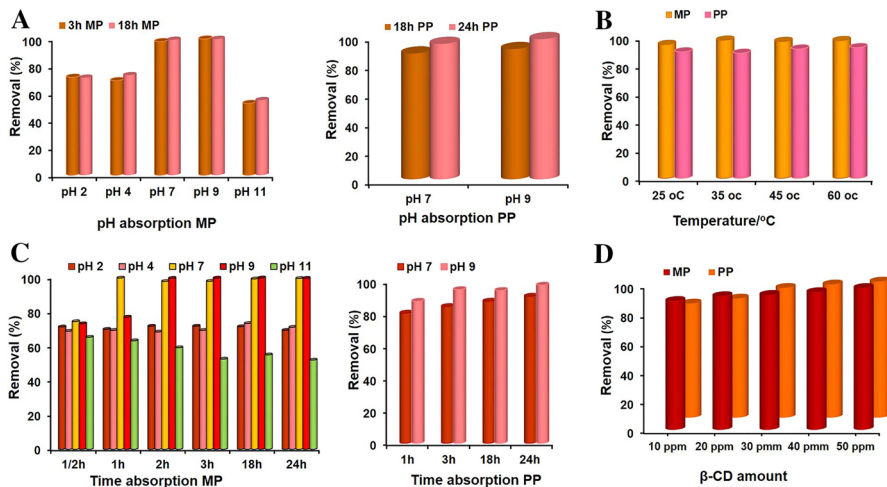 A
3h MP 18h MP
Removal (%)
100
80
60
40
20
0
pH 2 pH 4 pH 7 pH 9 pH 11
pH absorption MP
18h PP 24h PP
Removal (%)
100
80
60
40
20
0
pH 7 pH 9
pH absorption PP
B
MP PP
Removal (%)
100
80
60
40
20
0
25 oC 35 oc 45 oc 60 oc
Temperature/ºC
C
pH 2 pH 4 pH 7 pH 9 pH 11
Removal (%)
100
80
60
40
20
0
1/2h 1h 2h 3h 18h 24h
Time absorption MP
pH 7 pH 9
Removal (%)
100
80
60
40
20
0
1h 3h 18h 24h
Time absorption PP
D
MP PP
Removal (%)
100
80
60
40
20
0
10 ppm 20 ppm 30 pmm 40 pmm 50 ppm
β-CD amount